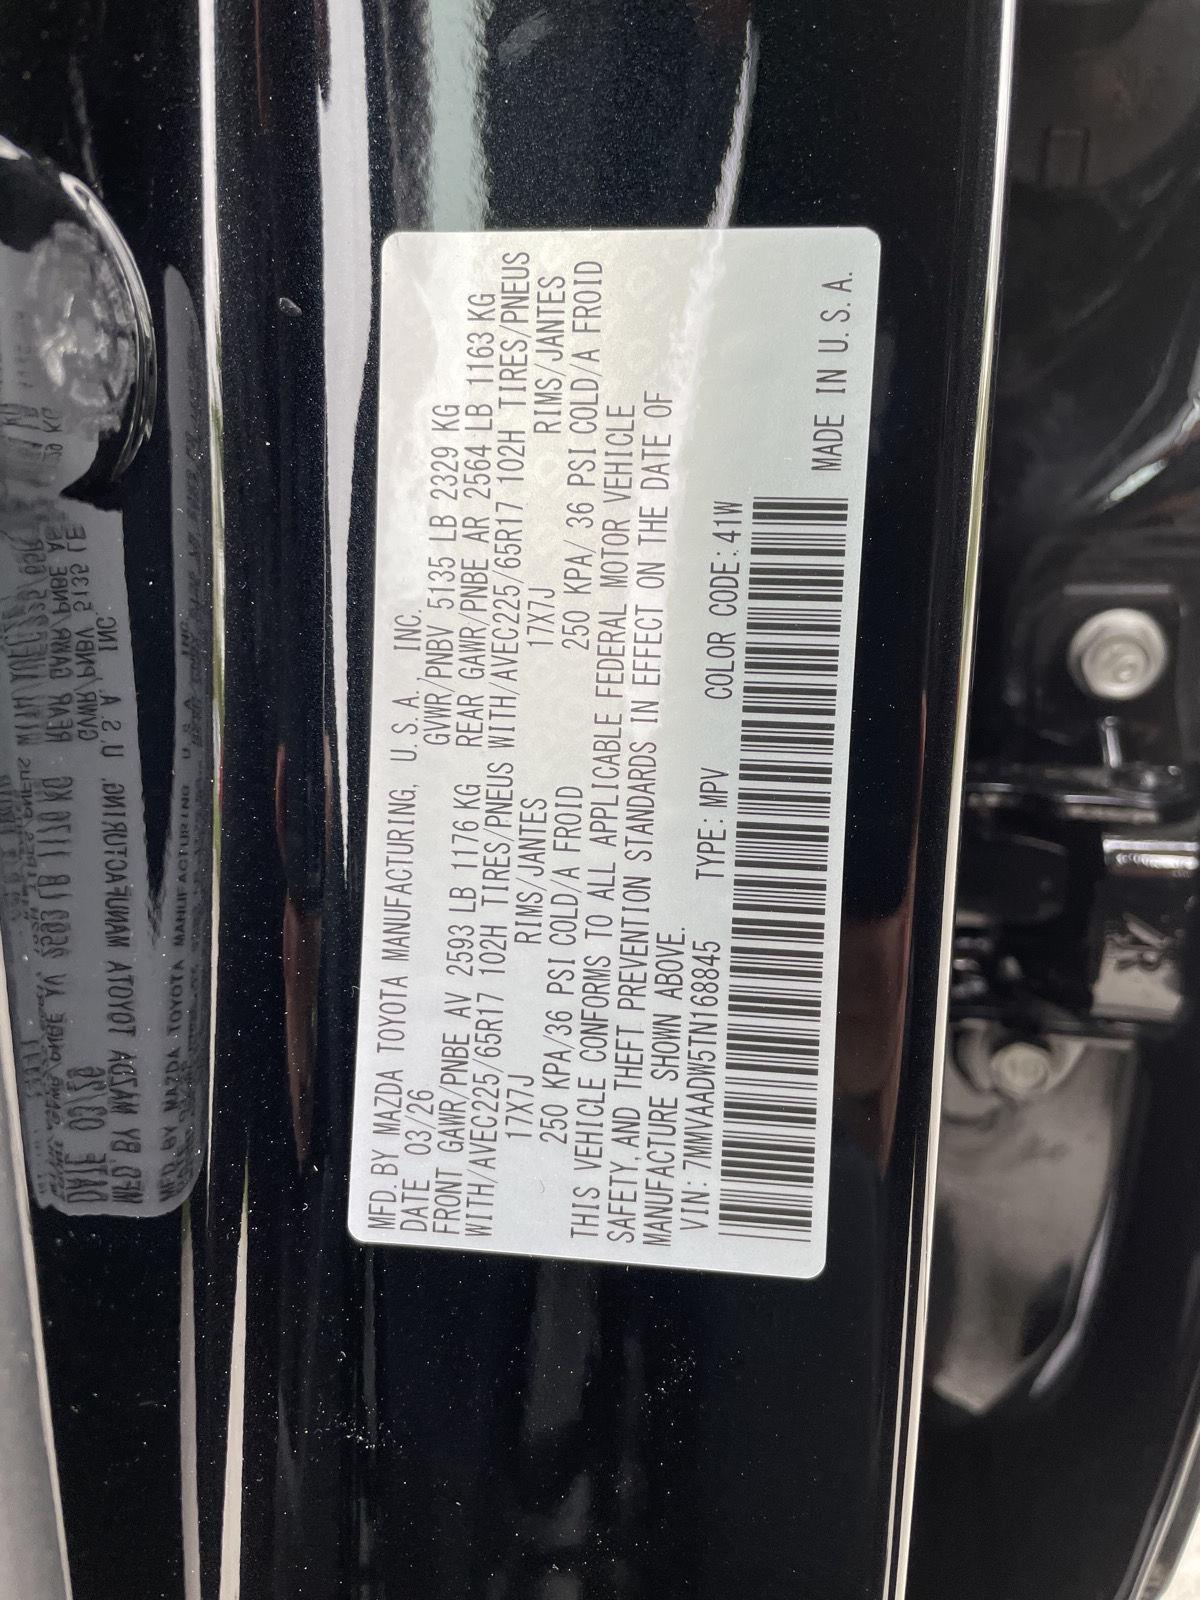 MFD.BY MAZDA TOYOTA MANUFACTURING, U.S.A., INC.
DATE 03/26 GVWR/PNBV 5135 LB 2329 KG
FRONT GAWR/PNBE AV 2593 LB 1176 KG REAR GAWR/PNBE AR 2564 LB 1163 KG
WITH/AVEC225/65R17 102H TIRES/PNEUS WITH/AVEC225/65R17 102H TIRES/PNEUS
17X7J RIMS/JANTES 17X7J RIMS/JANTES
250 KPA/36 PSI COLD/A FROID 250 KPA/ 36 PSI COLD/A FROID
THIS VEHICLE CONFORMS TO ALL APPLICABLE FEDERAL MOTOR VEHICLE
SAFETY, AND THEFT PREVENTION STANDARDS IN EFFECT ON THE DATE OF
MANUFACTURE SHOWN ABOVE.
VIN: 7MMVAADW5TN168845 TYPE: MPV COLOR CODE: 41W
MADE IN U.S.A.